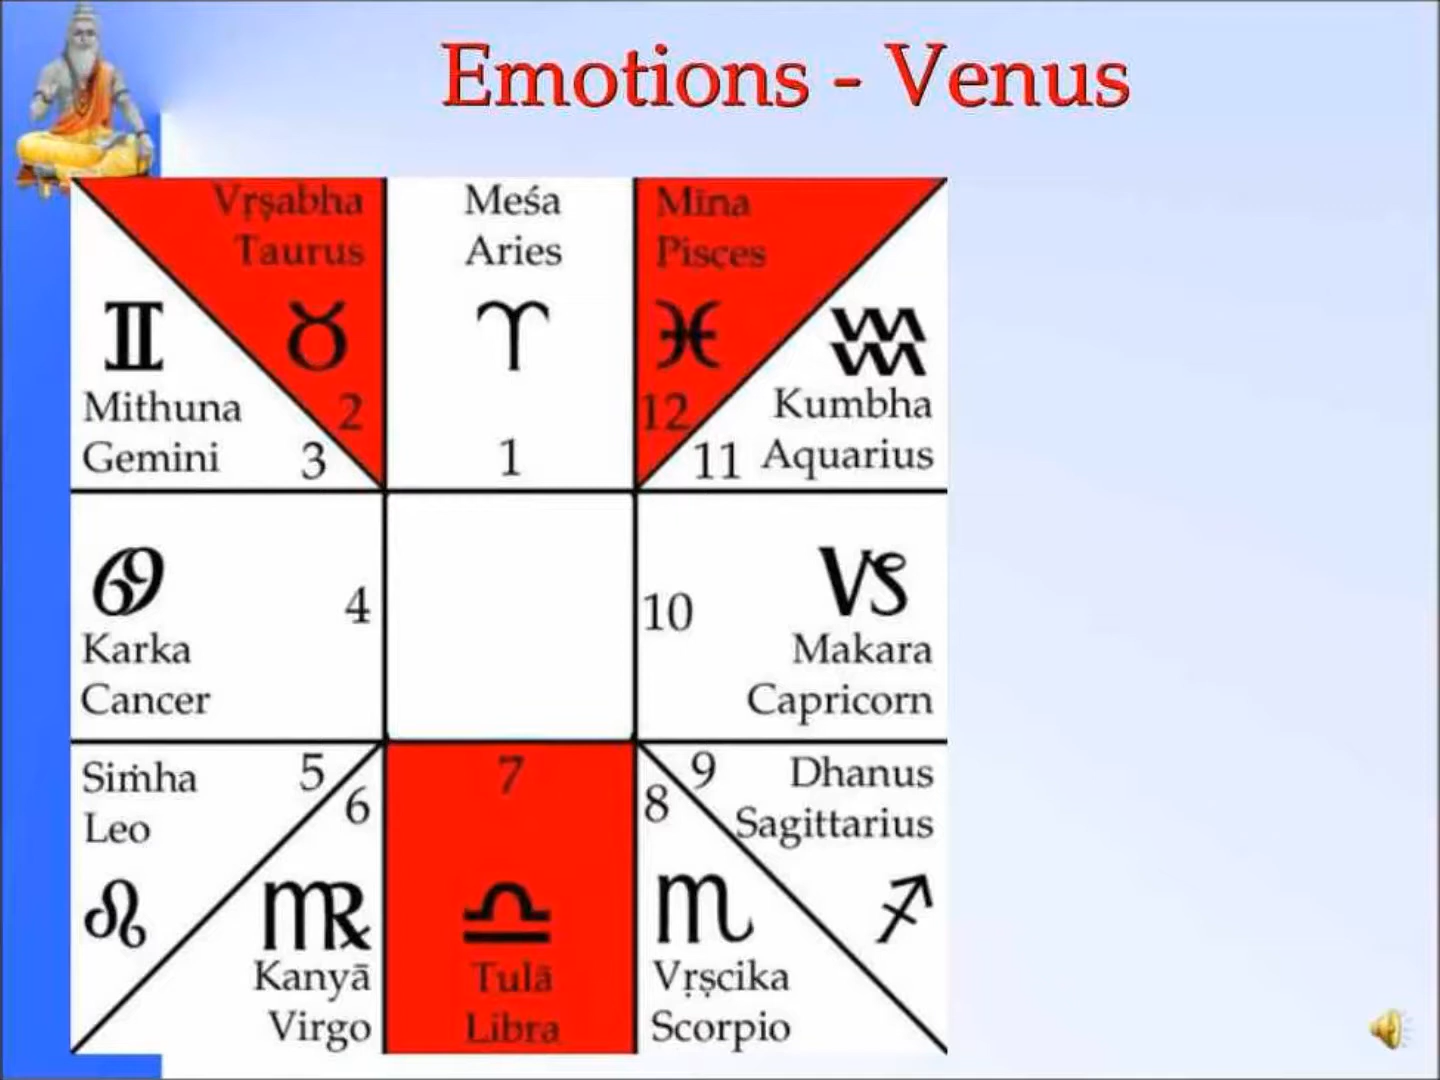 Emotions - Venus
Vṛṣabha
Taurus
2
Meśa
Aries
1
Mīna
Pisces
12
Mithuna
Gemini
3
Kumbha
Aquarius
11
Karka
Cancer
4
10
Makara
Capricorn
Siṁha
Leo
5
6
Kanyā
Virgo
7
Tulā
Libra
8
Vṛścika
Scorpio
9
Dhanus
Sagittarius